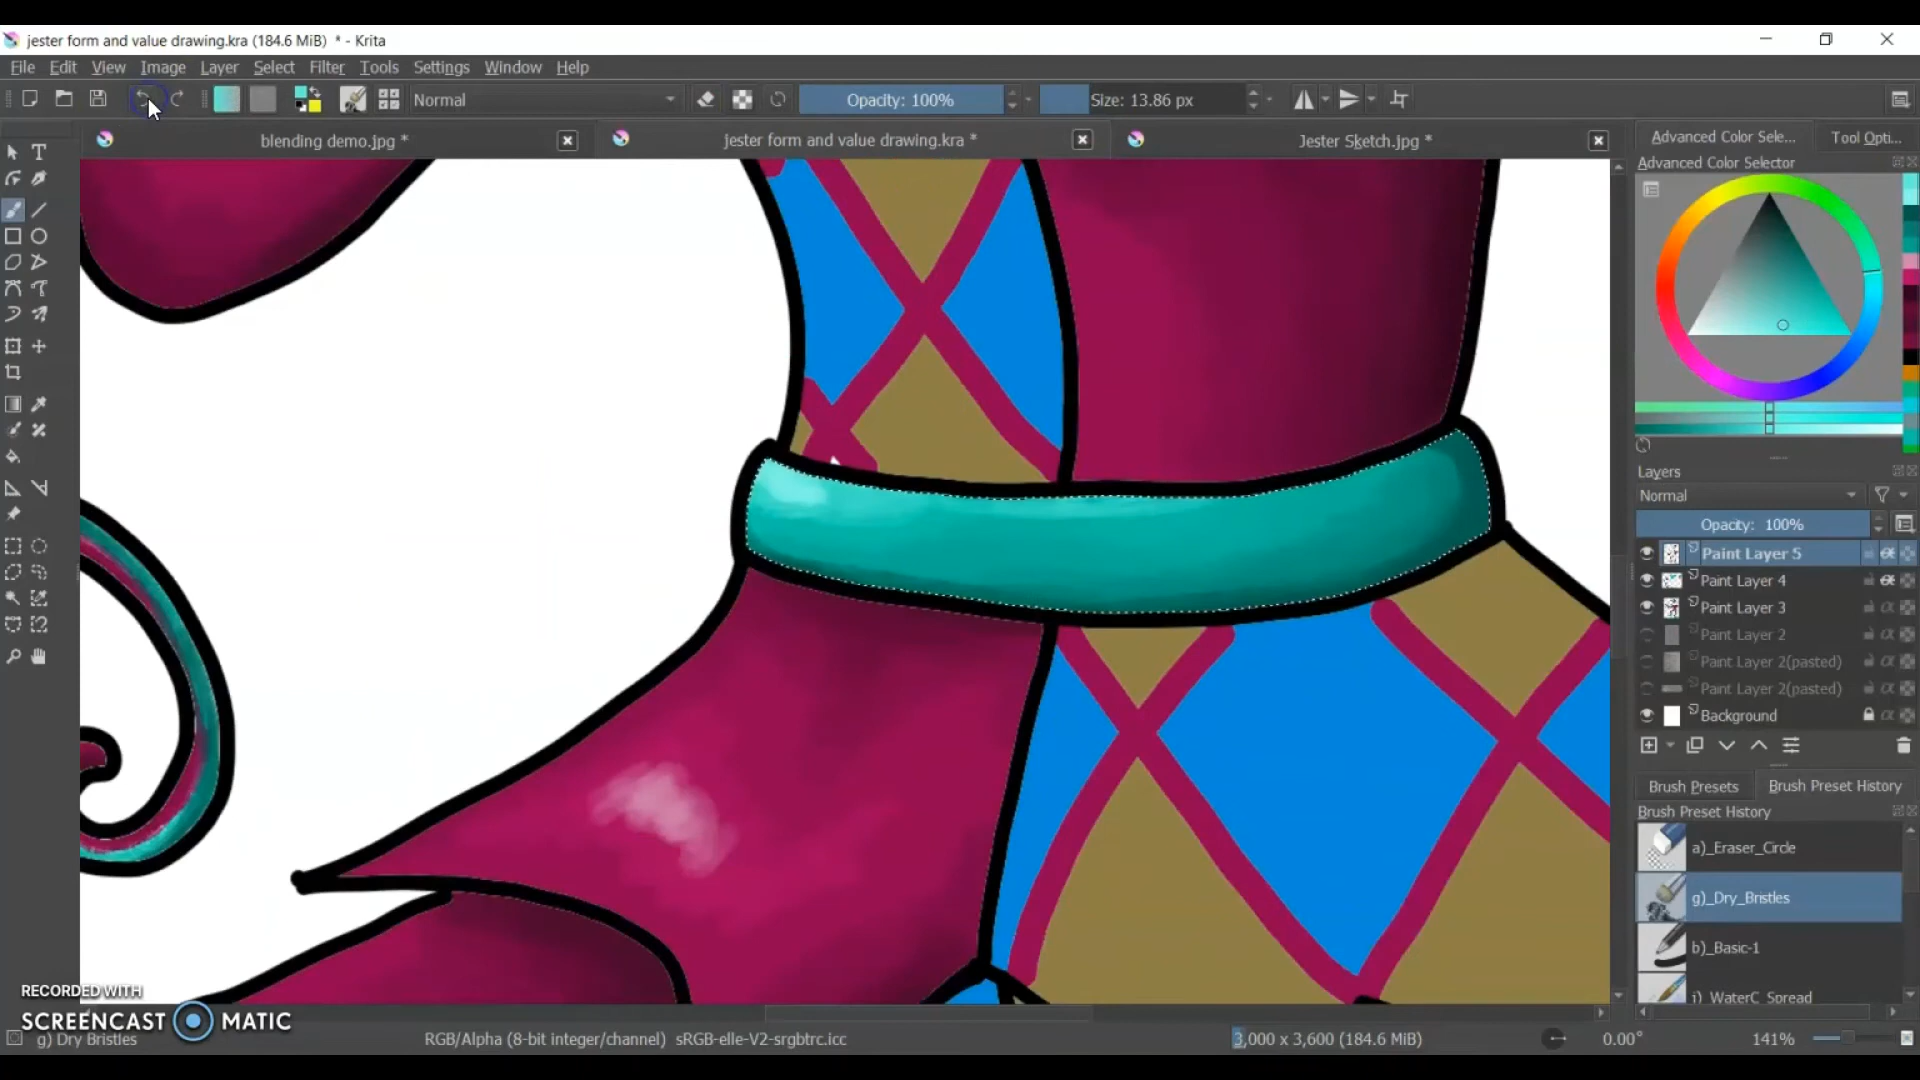 jester form and value drawing.kra (184.6 MiB) * - Krita
File Edit View Image Layer Select Filter Tools Settings Window Help
Normal Opacity: 100% Size: 13.86 px
blending demo.jpg * jester form and value drawing.kra * Jester Sketch.jpg *
Advanced Color Sele... Tool Opti...
Advanced Color Selector
Layers
Normal
Opacity: 100%
Paint Layer 5
Paint Layer 4
Paint Layer 3
Paint Layer 2
Paint Layer 2(pasted)
Paint Layer 2(pasted)
Background
Brush Presets Brush Preset History
Brush Preset History
a)_Eraser_Circle
g)_Dry_Bristles
b)_Basic-1
i)_WaterC_Spread
RECORDED WITH
SCREENCAST MATIC
g) Dry Bristles RGB/Alpha (8-bit integer/channel) sRGB-elle-V2-srgbtrc.icc 3,000 x 3,600 (184.6 MiB) 0.00° 141%